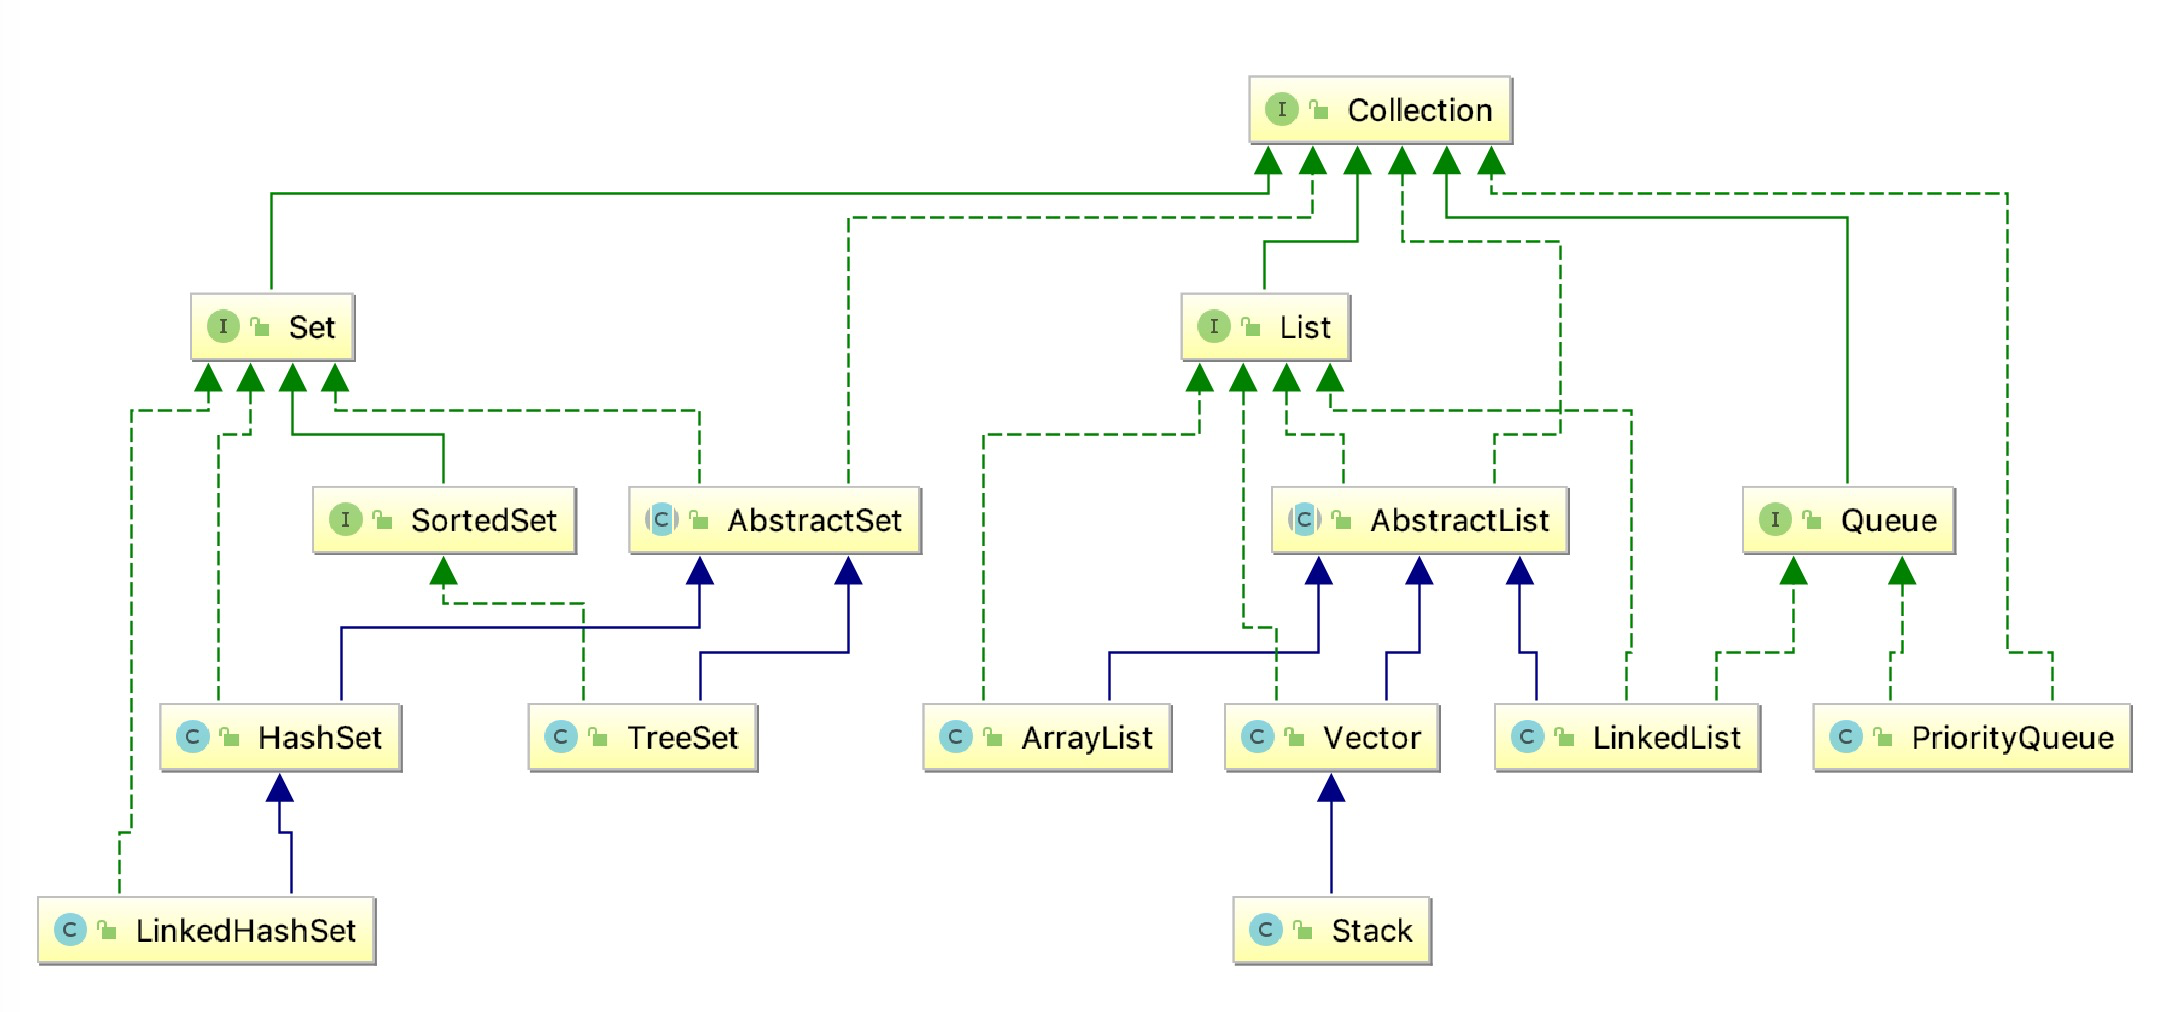 I Collection
I Set
I List
I SortedSet
C AbstractSet
C AbstractList
I Queue
C HashSet
C TreeSet
C ArrayList
C Vector
C LinkedList
C PriorityQueue
C LinkedHashSet
C Stack